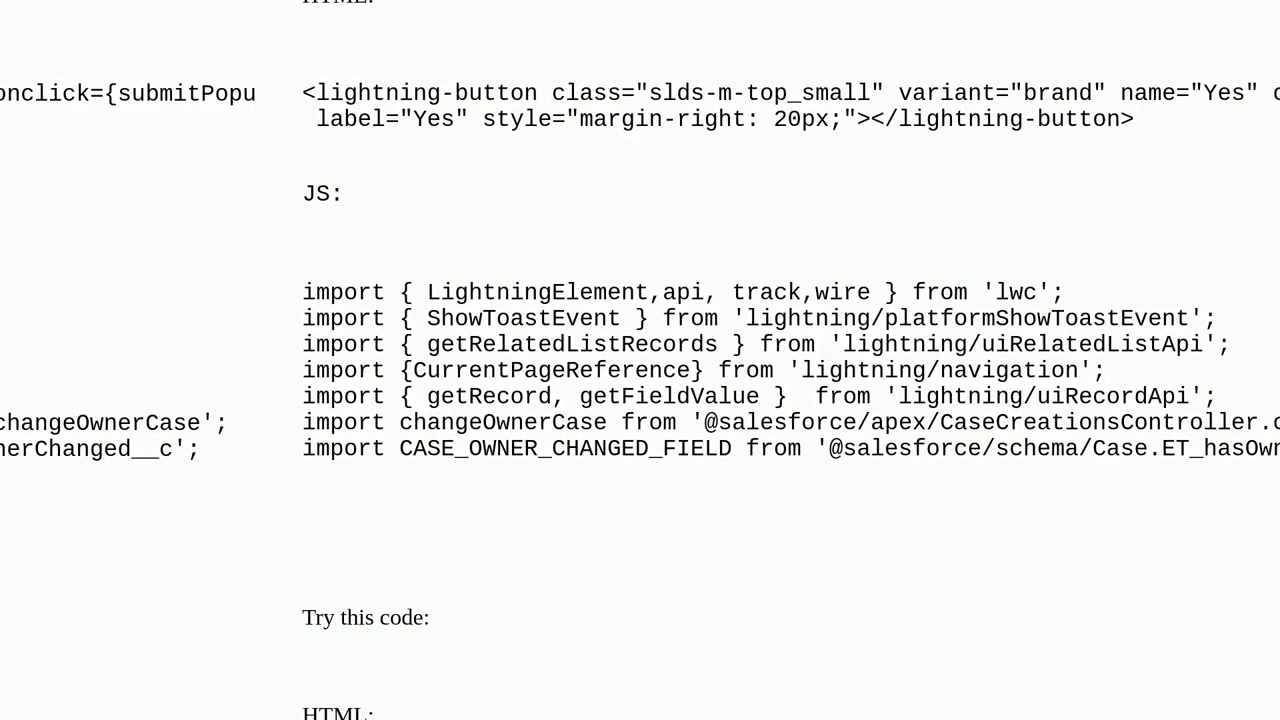 HTML:
onclick={submitPopu <lightning-button class="slds-m-top_small" variant="brand" name="Yes"
label="Yes" style="margin-right: 20px;"></lightning-button>
JS:
import { LightningElement,api, track,wire } from 'lwc';
import { ShowToastEvent } from 'lightning/platformShowToastEvent';
import { getRelatedListRecords } from 'lightning/uiRelatedListApi';
import {CurrentPageReference} from 'lightning/navigation';
import { getRecord, getFieldValue }  from 'lightning/uiRecordApi';
changeOwnerCase'; import changeOwnerCase from '@salesforce/apex/CaseCreationsController.c
nerChanged__c'; import CASE_OWNER_CHANGED_FIELD from '@salesforce/schema/Case.ET_hasOwn
Try this code:
HTML: